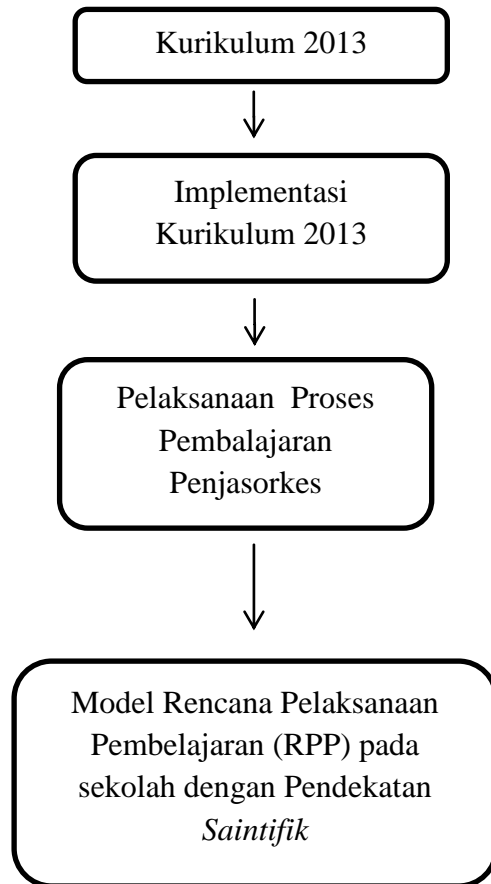 Kurikulum 2013
Implementasi
Kurikulum 2013
Pelaksanaan Proses
Pembalajaran
Penjasorkes
Model Rencana Pelaksanaan
Pembelajaran (RPP) pada
sekolah dengan Pendekatan
Saintifik